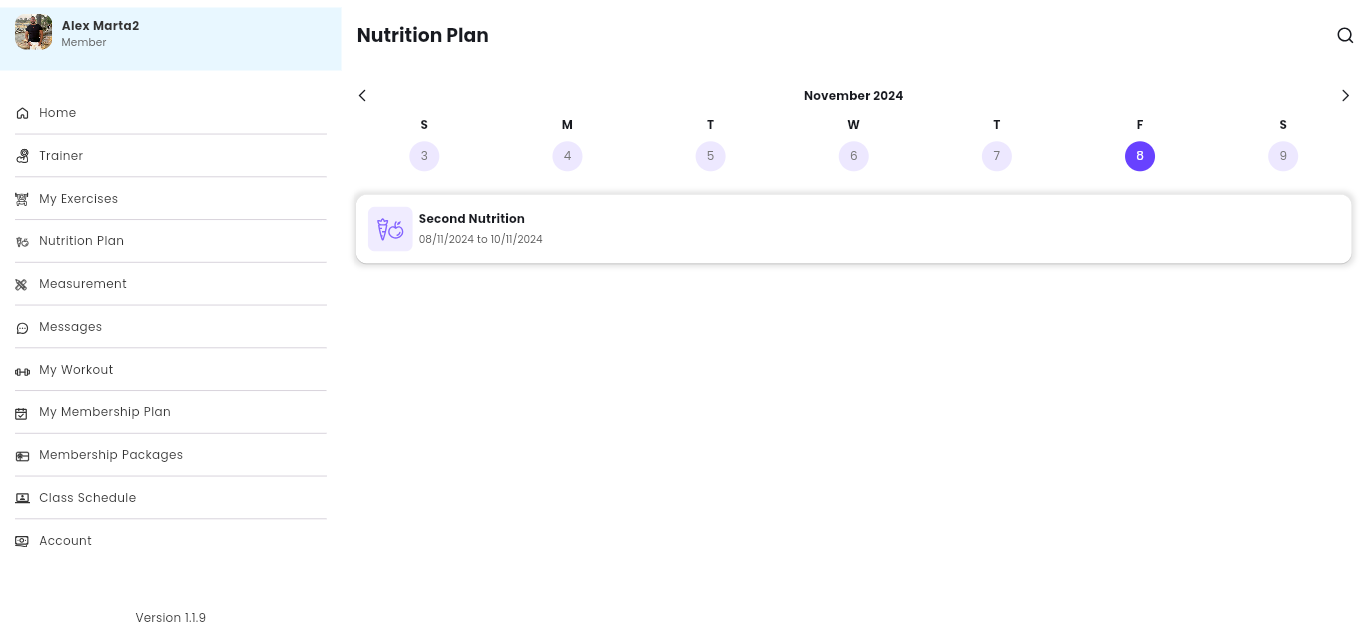 Alex Marta2
Member
Home
Trainer
My Exercises
Nutrition Plan
Measurement
Messages
My Workout
My Membership Plan
Membership Packages
Class Schedule
Account
Version 1.1.9
Nutrition Plan
November 2024
S M T W T F S
3 4 5 6 7 8 9
Second Nutrition
08/11/2024 to 10/11/2024